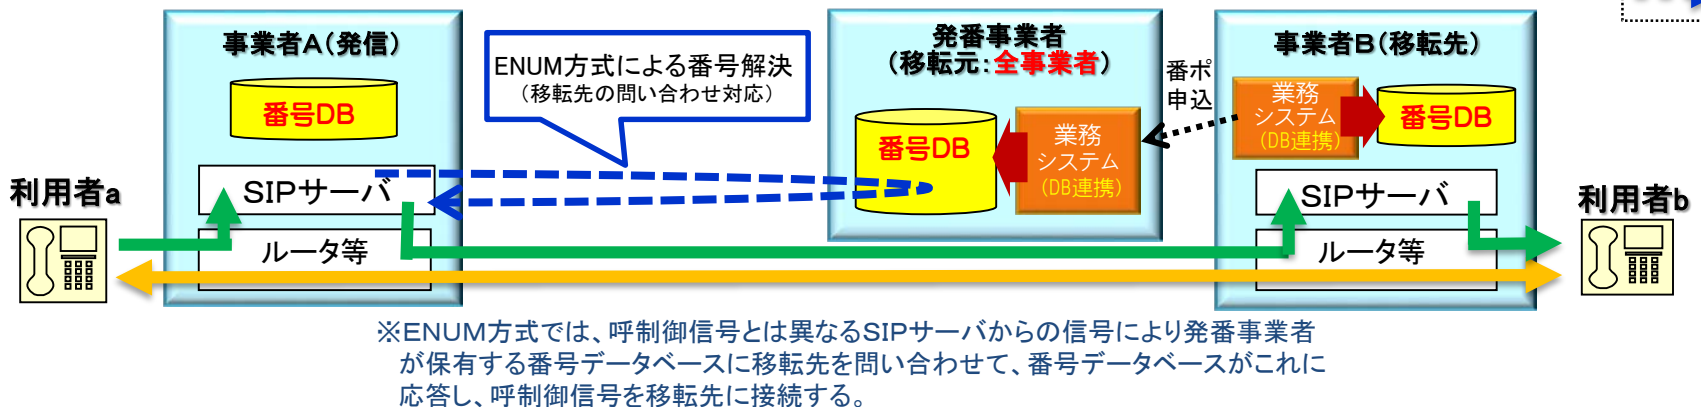 事業者A(発信)
番号DB
SIPサーバ
ルータ等
利用者a
ENUM方式による番号解決
(移転先の問い合わせ対応)
発番事業者
(移転元:全事業者)
番号DB
業務
システム
(DB連携)
番ポ
申込
事業者B(移転先)
業務
システム
(DB連携)
番号DB
SIPサーバ
ルータ等
利用者b
※ENUM方式では、呼制御信号とは異なるSIPサーバからの信号により発番事業者
が保有する番号データベースに移転先を問い合わせて、番号データベースがこれに
応答し、呼制御信号を移転先に接続する。